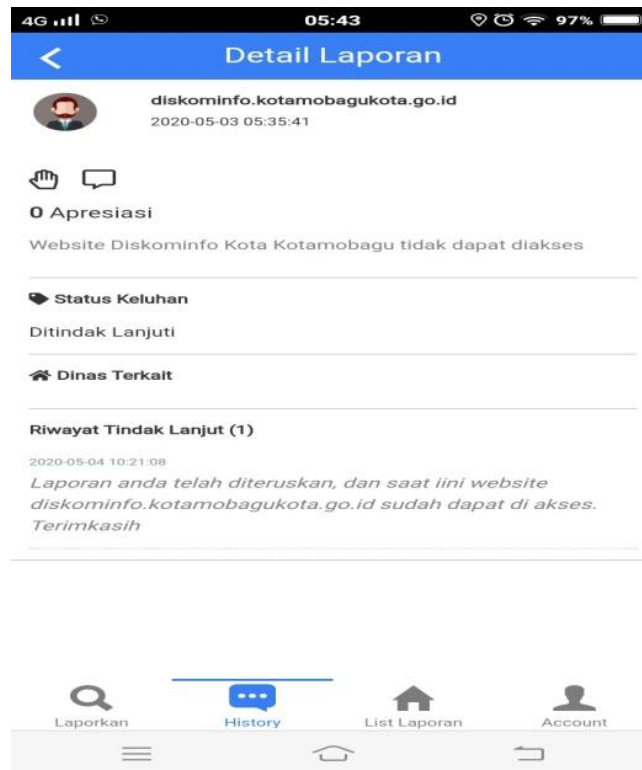 4G 05:43 97%
Detail Laporan
diskominfo.kotamobagukota.go.id
2020-05-03 05:35:41
0 Apresiasi
Website Diskominfo Kota Kotamobagu tidak dapat diakses
Status Keluhan
Ditindak Lanjuti
Dinas Terkait
Riwayat Tindak Lanjut (1)
2020-05-04 10:21:08
Laporan anda telah diteruskan, dan saat iini website
diskominfo.kotamobagukota.go.id sudah dapat di akses.
Terimkasih
Laporkan History List Laporan Account